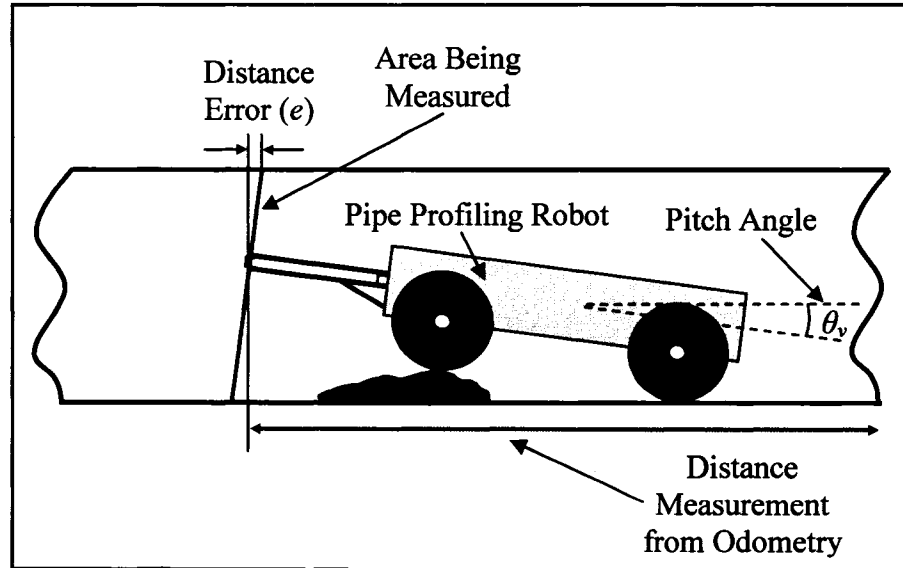 Distance
Error (e)
Area Being
Measured
Pipe Profiling Robot
Pitch Angle
θv
Distance
Measurement
from Odometry